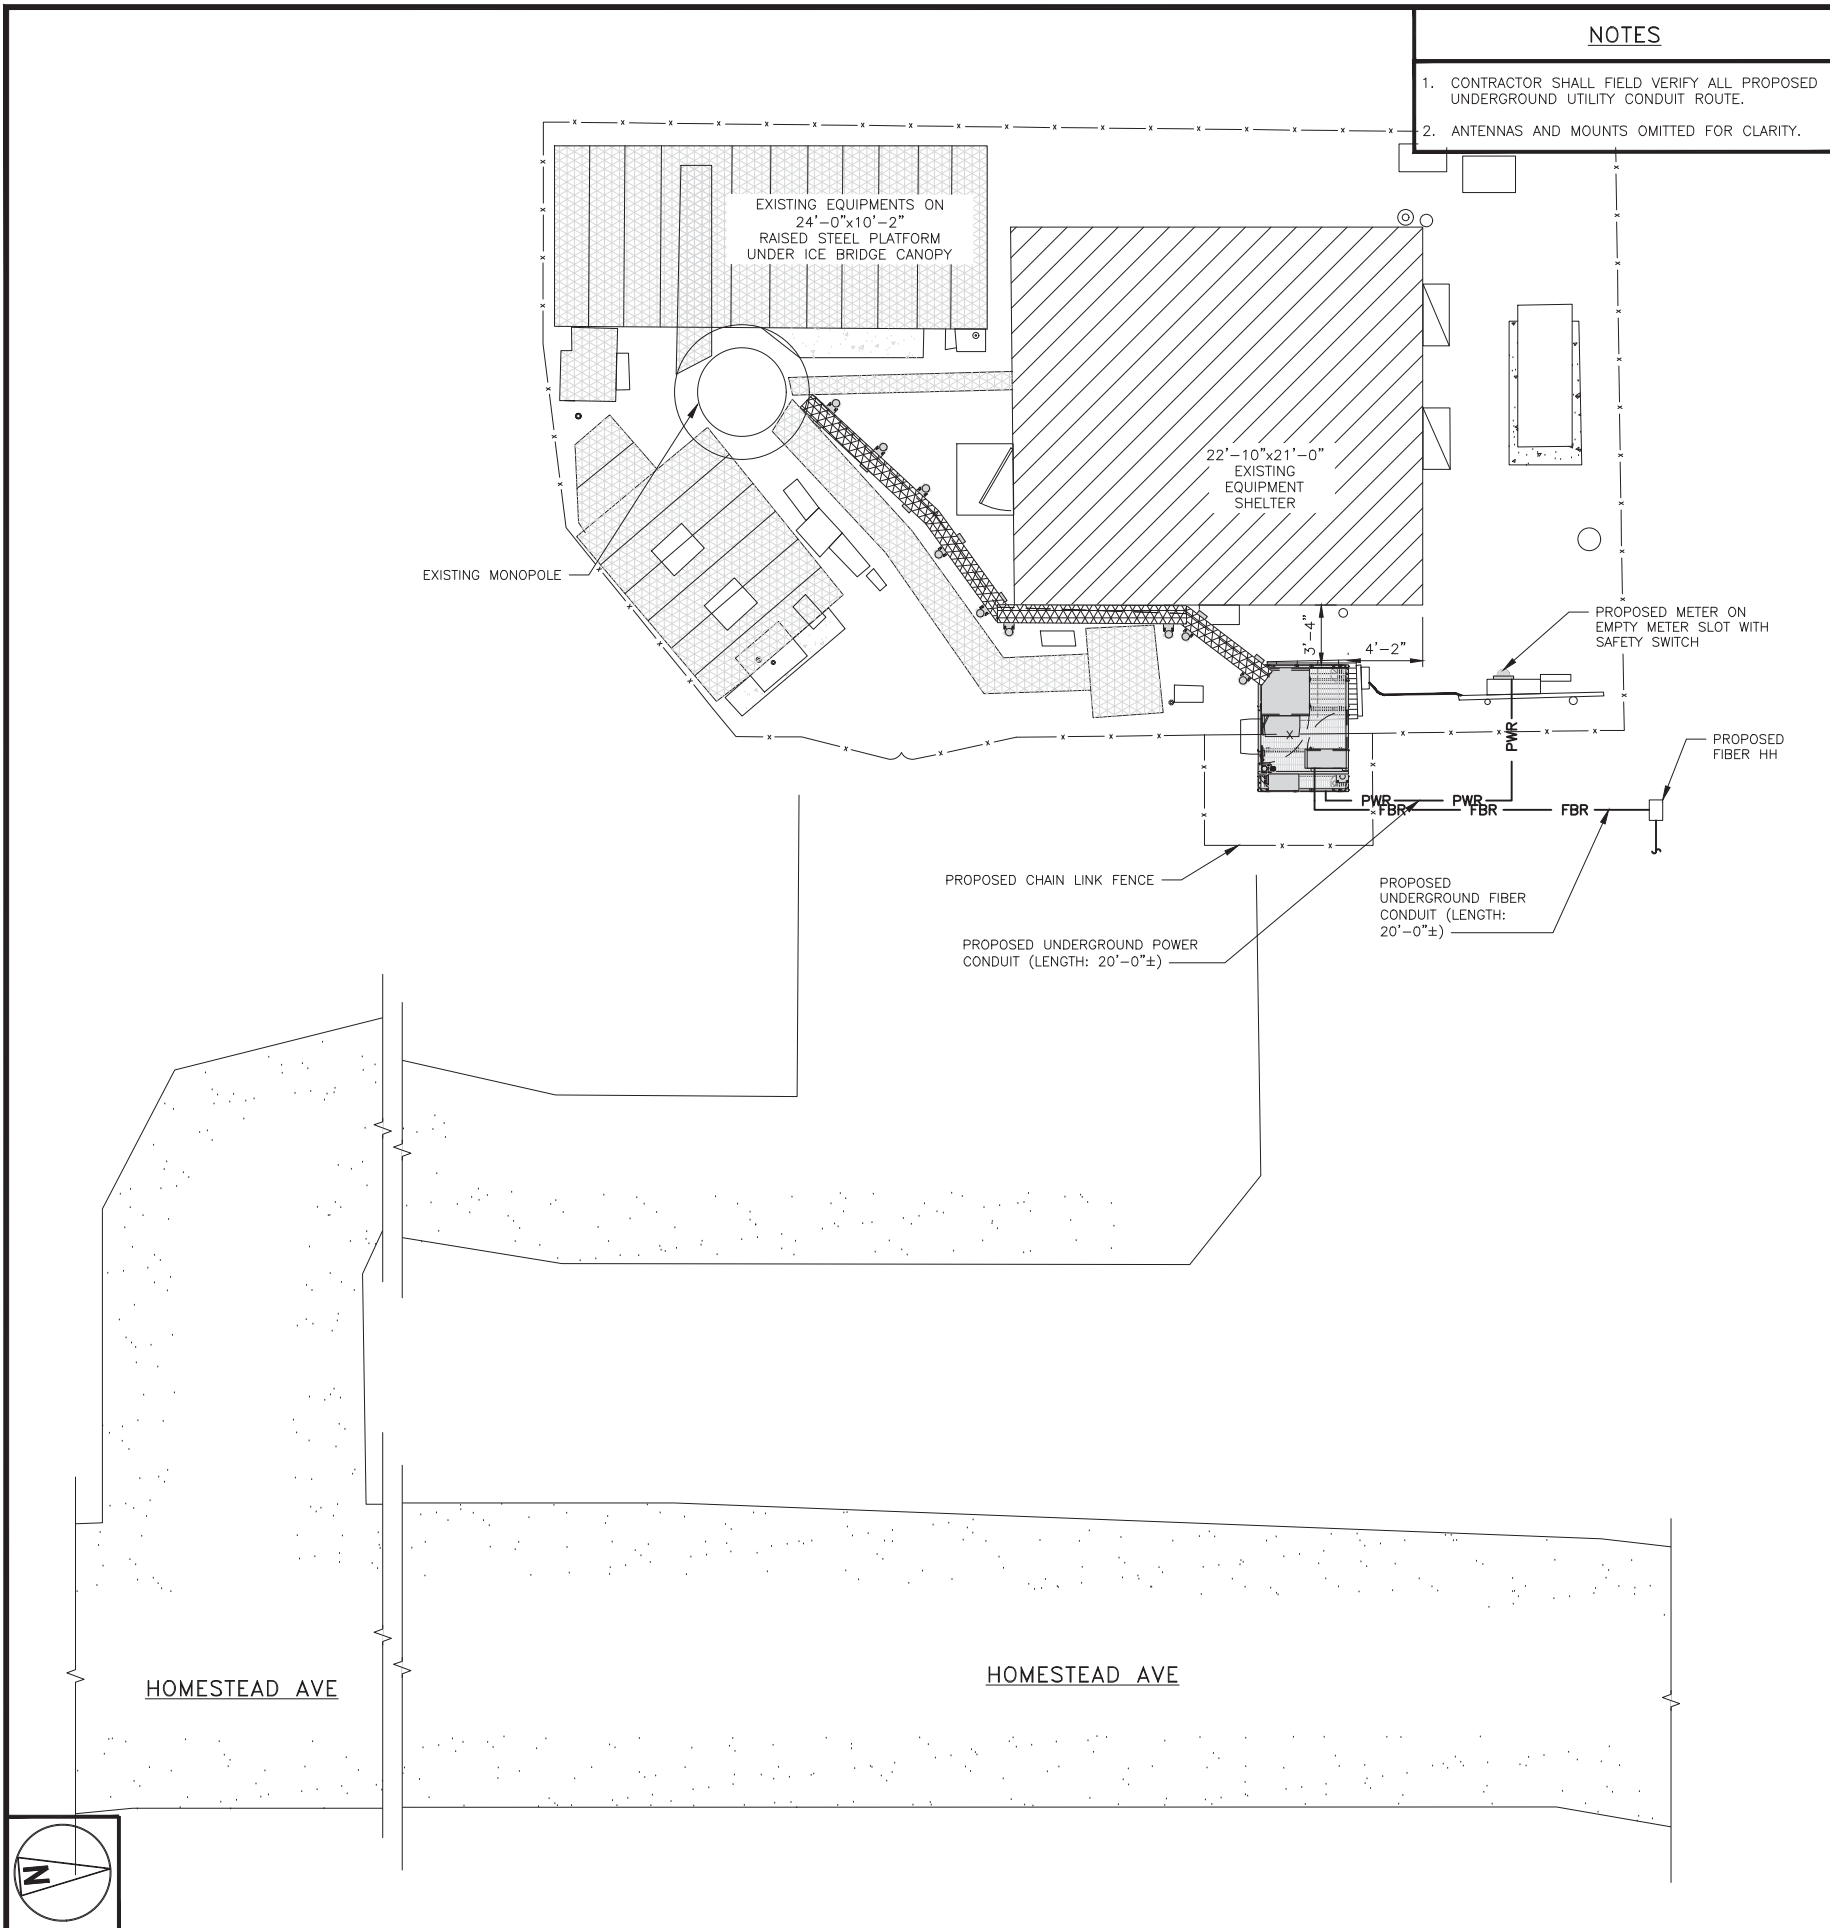 NOTES
1. CONTRACTOR SHALL FIELD VERIFY ALL PROPOSED
UNDERGROUND UTILITY CONDUIT ROUTE.
2. ANTENNAS AND MOUNTS OMITTED FOR CLARITY.
EXISTING EQUIPMENTS ON
24'-0"x10'-2"
RAISED STEEL PLATFORM
UNDER ICE BRIDGE CANOPY
22'-10"x21'-0"
EXISTING
EQUIPMENT
SHELTER
EXISTING MONOPOLE
3'-4"
4'-2"
PROPOSED METER ON
EMPTY METER SLOT WITH
SAFETY SWITCH
PWR
PROPOSED
FIBER HH
PWR PWR
FBR FBR FBR
PROPOSED CHAIN LINK FENCE
PROPOSED
UNDERGROUND FIBER
CONDUIT (LENGTH:
20'-0"±)
PROPOSED UNDERGROUND POWER
CONDUIT (LENGTH: 20'-0"±)
HOMESTEAD AVE
HOMESTEAD AVE
N